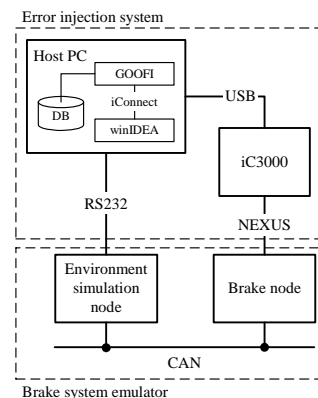 Error injection system
Host PC
GOOFI
iConnect
DB
winIDEA
USB
iC3000
RS232
NEXUS
Environment
simulation
node
Brake node
CAN
Brake system emulator